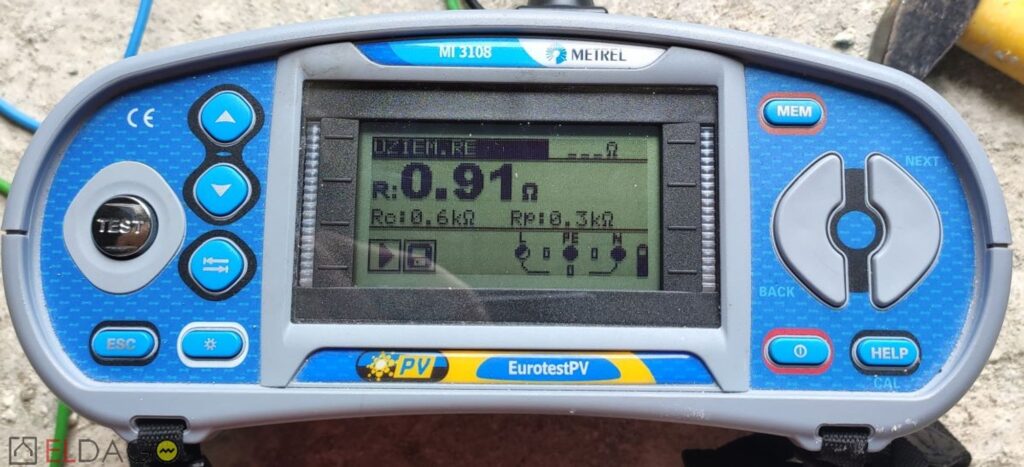 MI 3108 METREL
CE
MEM
UZIEM.RE ___Ω
R:0.91Ω
Rc:0.6kΩ Rp:0.3kΩ
L PE N
TEST
NEXT
BACK
ESC
PV EurotestPV
HELP
CAL